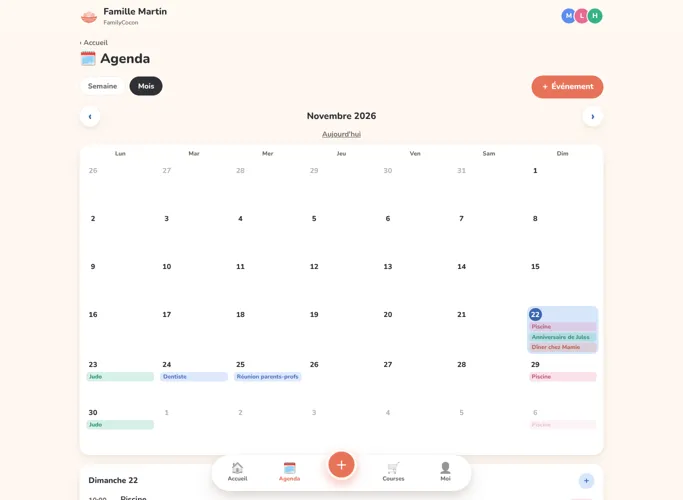 Famille Martin
FamilyCocon
M L H
‹ Accueil
Agenda
Semaine Mois + Événement
‹ Novembre 2026 ›
Aujourd'hui
Lun Mar Mer Jeu Ven Sam Dim
26 27 28 29 30 31 1
2 3 4 5 6 7 8
9 10 11 12 13 14 15
16 17 18 19 20 21 22
Piscine
Anniversaire de Jules
Dîner chez Mamie
23 24 25 26 27 28 29
Judo Dentiste Réunion parents-profs Piscine
30 1 2 3 4 5 6
Judo Piscine
Dimanche 22 +
Piscine
+
Accueil Agenda Courses Moi